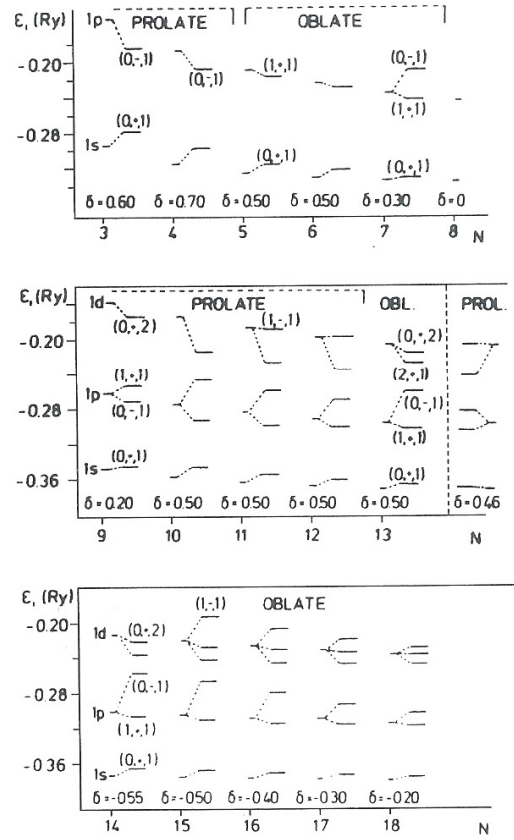 ε, (Ry)
1p
PROLATE
OBLATE
(0,-,1)
(0,-,1)
(1,+,1)
(0,-,1)
(1,+,1)
-0.20
-0.28
(0,+,1)
1s
(0,+,1)
(0,+,1)
δ=0.60 δ=0.70 δ=0.50 δ=0.50 δ=0.30 δ=0
3 4 5 6 7 8 N
ε, (Ry)
1d
PROLATE
OBL.
PROL.
(0,+,2)
(1,-,1)
(0,+,2)
(2,+,1)
-0.20
(1,+,1)
1p
(0,-,1)
(0,-,1)
(1,+,1)
-0.28
(0,+,1)
1s
(0,+,1)
-0.36
δ=0.20 δ=0.50 δ=0.50 δ=0.50 δ=0.50 δ=0.46
9 10 11 12 13 N
ε, (Ry)
(1,-,1)
OBLATE
-0.20
1d
(0,+,2)
(0,-,1)
-0.28
1p
(1,+,1)
(0,+,1)
-0.36
1s
δ=-055 δ=-050 δ=-0.40 δ=-0.30 δ=-0.20
14 15 16 17 18 N